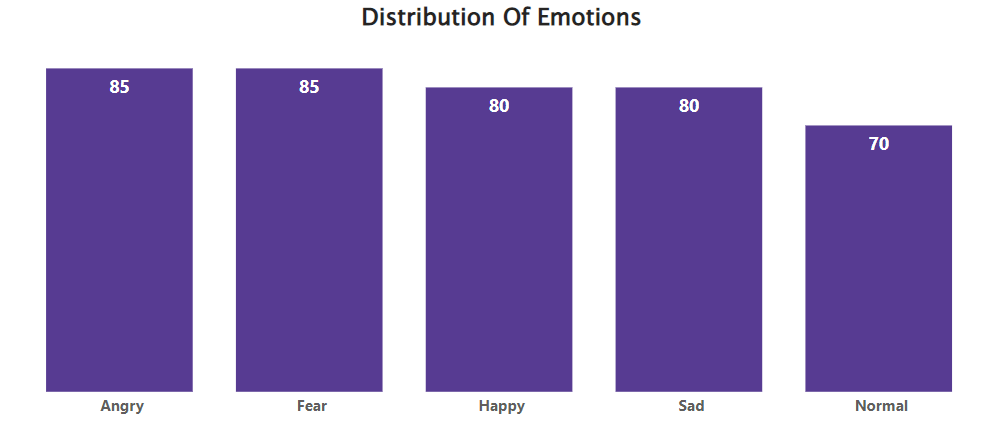 Distribution Of Emotions
85 85 80 80 70
Angry Fear Happy Sad Normal